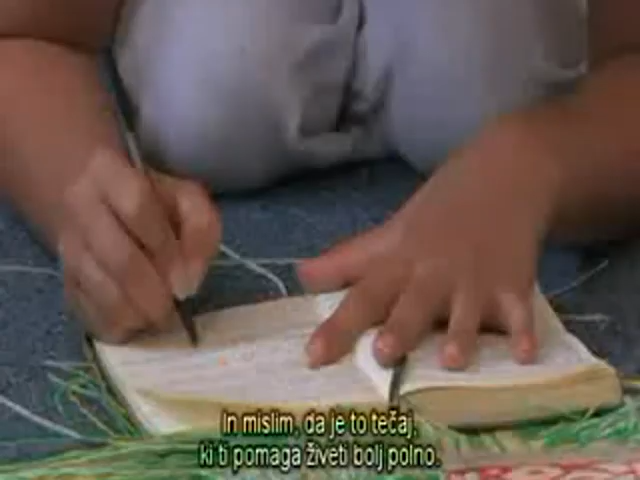 In mislim, da je to tečaj,
ki ti pomaga živeti bolj polno.